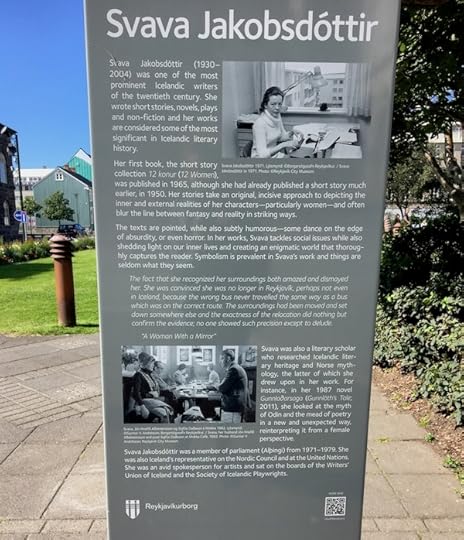 Svava Jakobsdóttir
Svava Jakobsdóttir (1930–
2004) was one of the most
prominent Icelandic writers
of the twentieth century. She
wrote short stories, novels, plays
and non-fiction and her works
are considered some of the most
significant in Icelandic literary
history.
Svava Jakobsdóttir 1971. Ljósmynd ©Borgarskjalasafn Reykjavíkur. / Svava
Jakobsdóttir in 1971. Photo: ©Reykjavík City Museum
Her first book, the short story
collection 12 konur (12 Women),
was published in 1965, although she had already published a short story much
earlier, in 1950. Her stories take an original, incisive approach to depicting the
inner and external realities of her characters—particularly women—and often
blur the line between fantasy and reality in striking ways.
The texts are pointed, while also subtly humorous—some dance on the edge
of absurdity, or even horror. In her works, Svava tackles social issues while also
shedding light on our inner lives and creating an enigmatic world that thorough-
ly captures the reader. Symbolism is prevalent in Svava's work and things are
seldom what they seem.
The fact that she recognized her surroundings both amazed and dismayed
her. She was convinced she was no longer in Reykjavík, perhaps not even
in Iceland, because the wrong bus never travelled the same way as a bus
which was on the correct route. The surroundings had been moved and set
down somewhere else and the exactness of the relocation did nothing but
confirm the evidence; no one showed such precision except to delude.
"A Woman With a Mirror"
Svava was also a literary scholar
who researched Icelandic liter-
ary heritage and Norse myth-
ology, the latter of which she
drew upon in her work. For
instance, in her 1987 novel
Gunnlaðarsaga (Gunnlöth's Tale;
2011), she looked at the myth
of Odin and the mead of poetry
in a new and unexpected way,
reinterpreting it from a female
perspective.
Svava Jakobsdóttir was a member of parliament (Alþingi) from 1971–1979. She
was also Iceland's representative on the Nordic Council and at the United Nations.
She was an avid spokesperson for artists and sat on the boards of the Writers'
Union of Iceland and the Society of Icelandic Playwrights.
Reykjavíkurborg